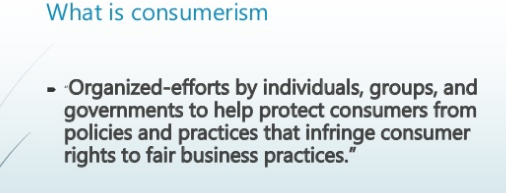 What is consumerism
- "Organized-efforts by individuals, groups, and
governments to help protect consumers from
policies and practices that infringe consumer
rights to fair business practices.”